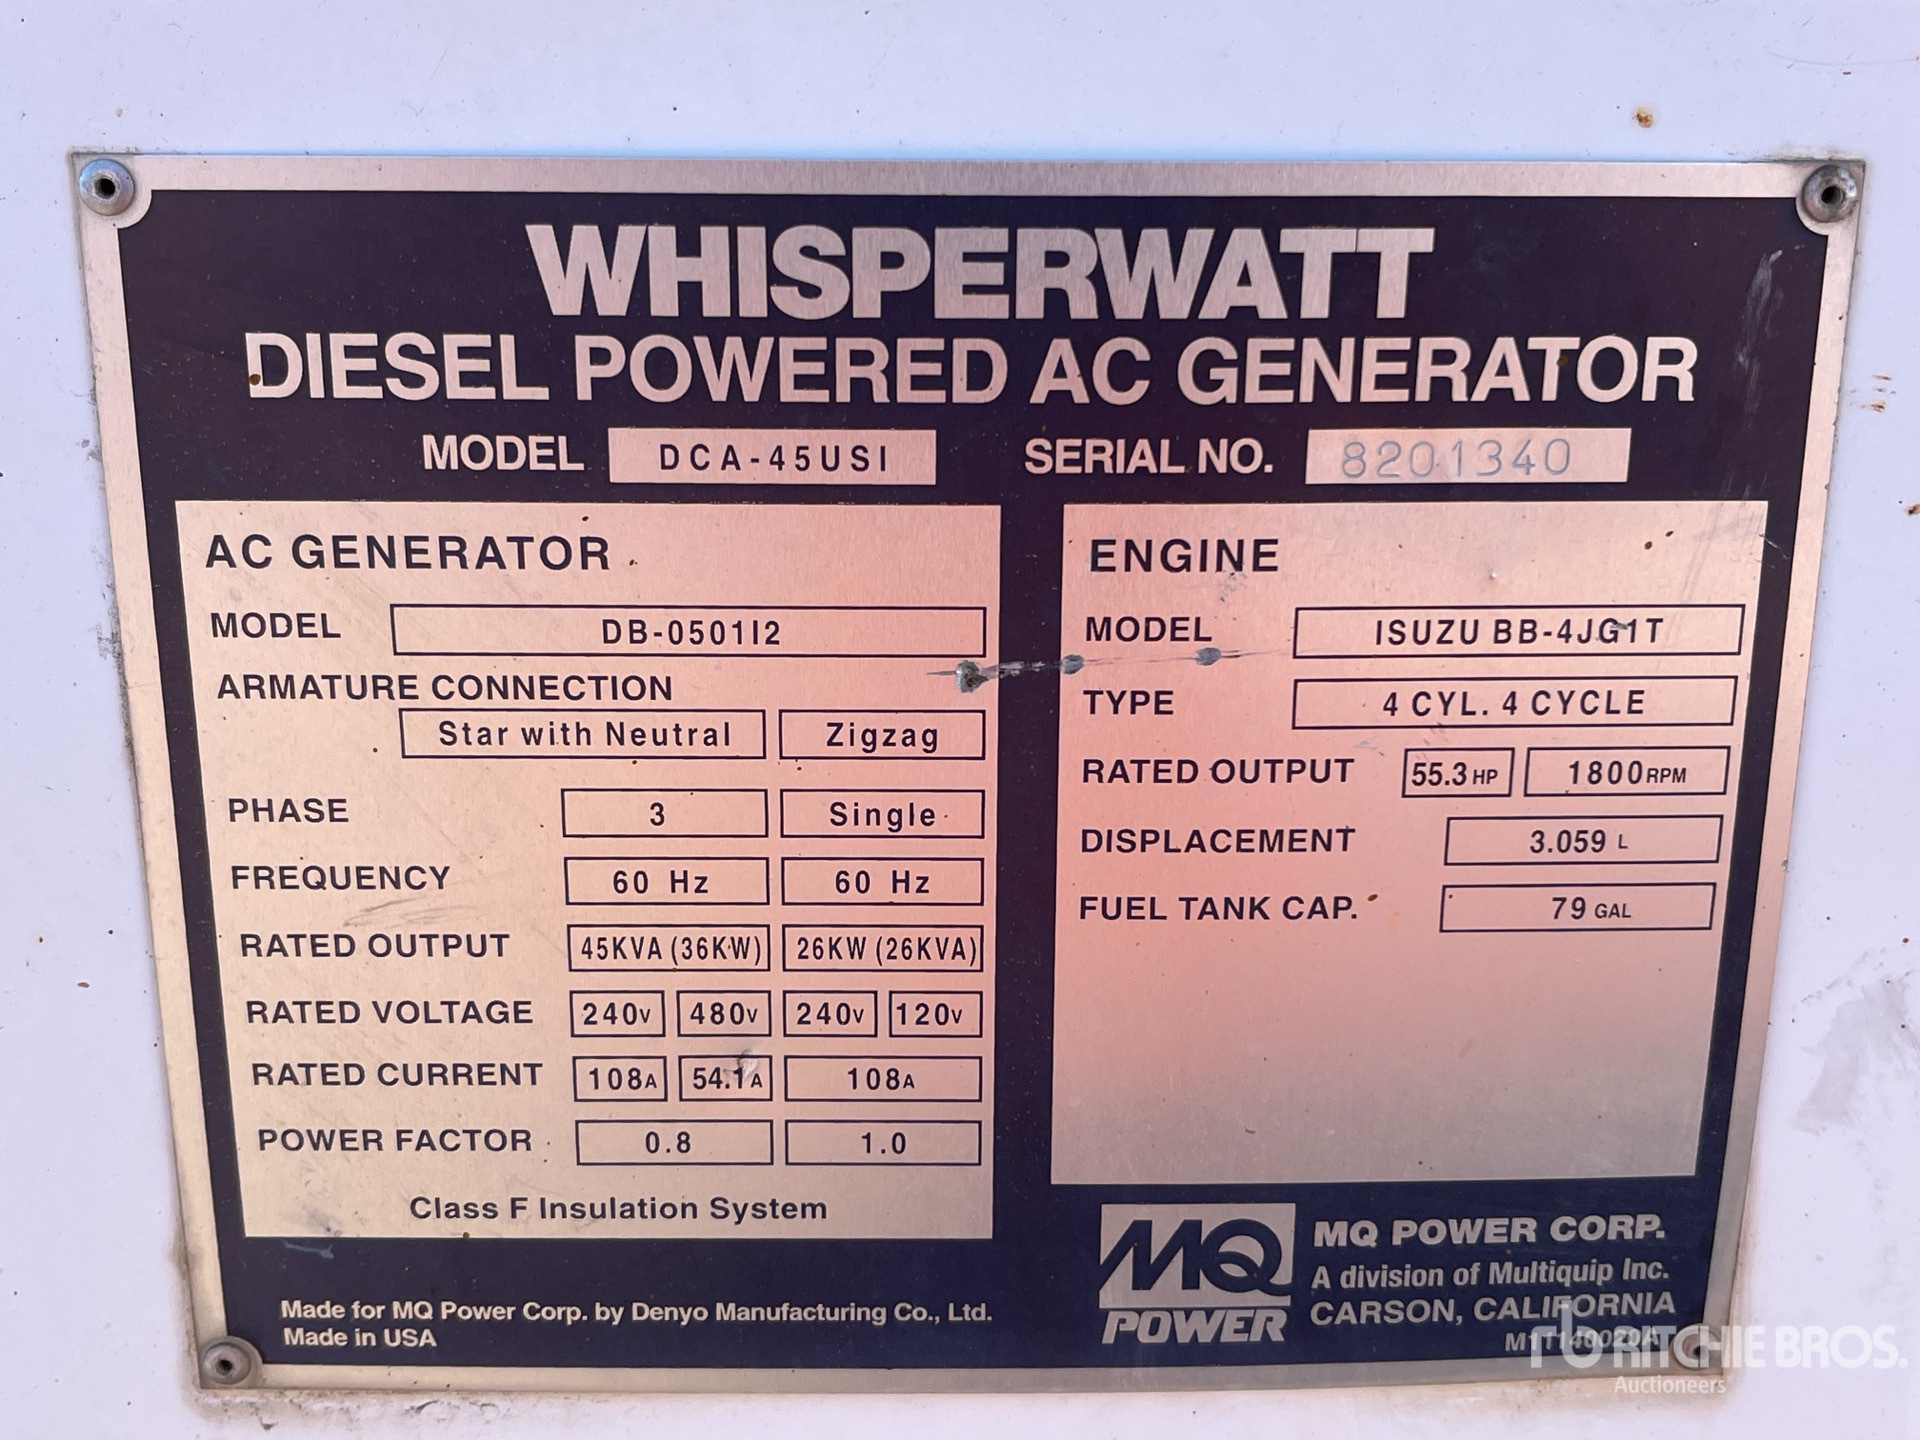 WHISPERWATT
DIESEL POWERED AC GENERATOR
MODEL DCA-45USI SERIAL NO. 8201340
AC GENERATOR
MODEL DB-0501I2
ARMATURE CONNECTION
Star with Neutral Zigzag
PHASE 3 Single
FREQUENCY 60 Hz 60 Hz
RATED OUTPUT 45KVA (36KW) 26KW (26KVA)
RATED VOLTAGE 240V 480V 240V 120V
RATED CURRENT 108A 54.1A 108A
POWER FACTOR 0.8 1.0
Class F Insulation System
ENGINE
MODEL ISUZU BB-4JG1T
TYPE 4 CYL. 4 CYCLE
RATED OUTPUT 55.3 HP 1800RPM
DISPLACEMENT 3.059 L
FUEL TANK CAP. 79 GAL
Made for MQ Power Corp. by Denyo Manufacturing Co., Ltd.
Made in USA
MQ
POWER
MQ POWER CORP.
A division of Multiquip Inc.
CARSON, CALIFORNIA
M11140020A
rb RITCHIE BROS.
Auctioneers